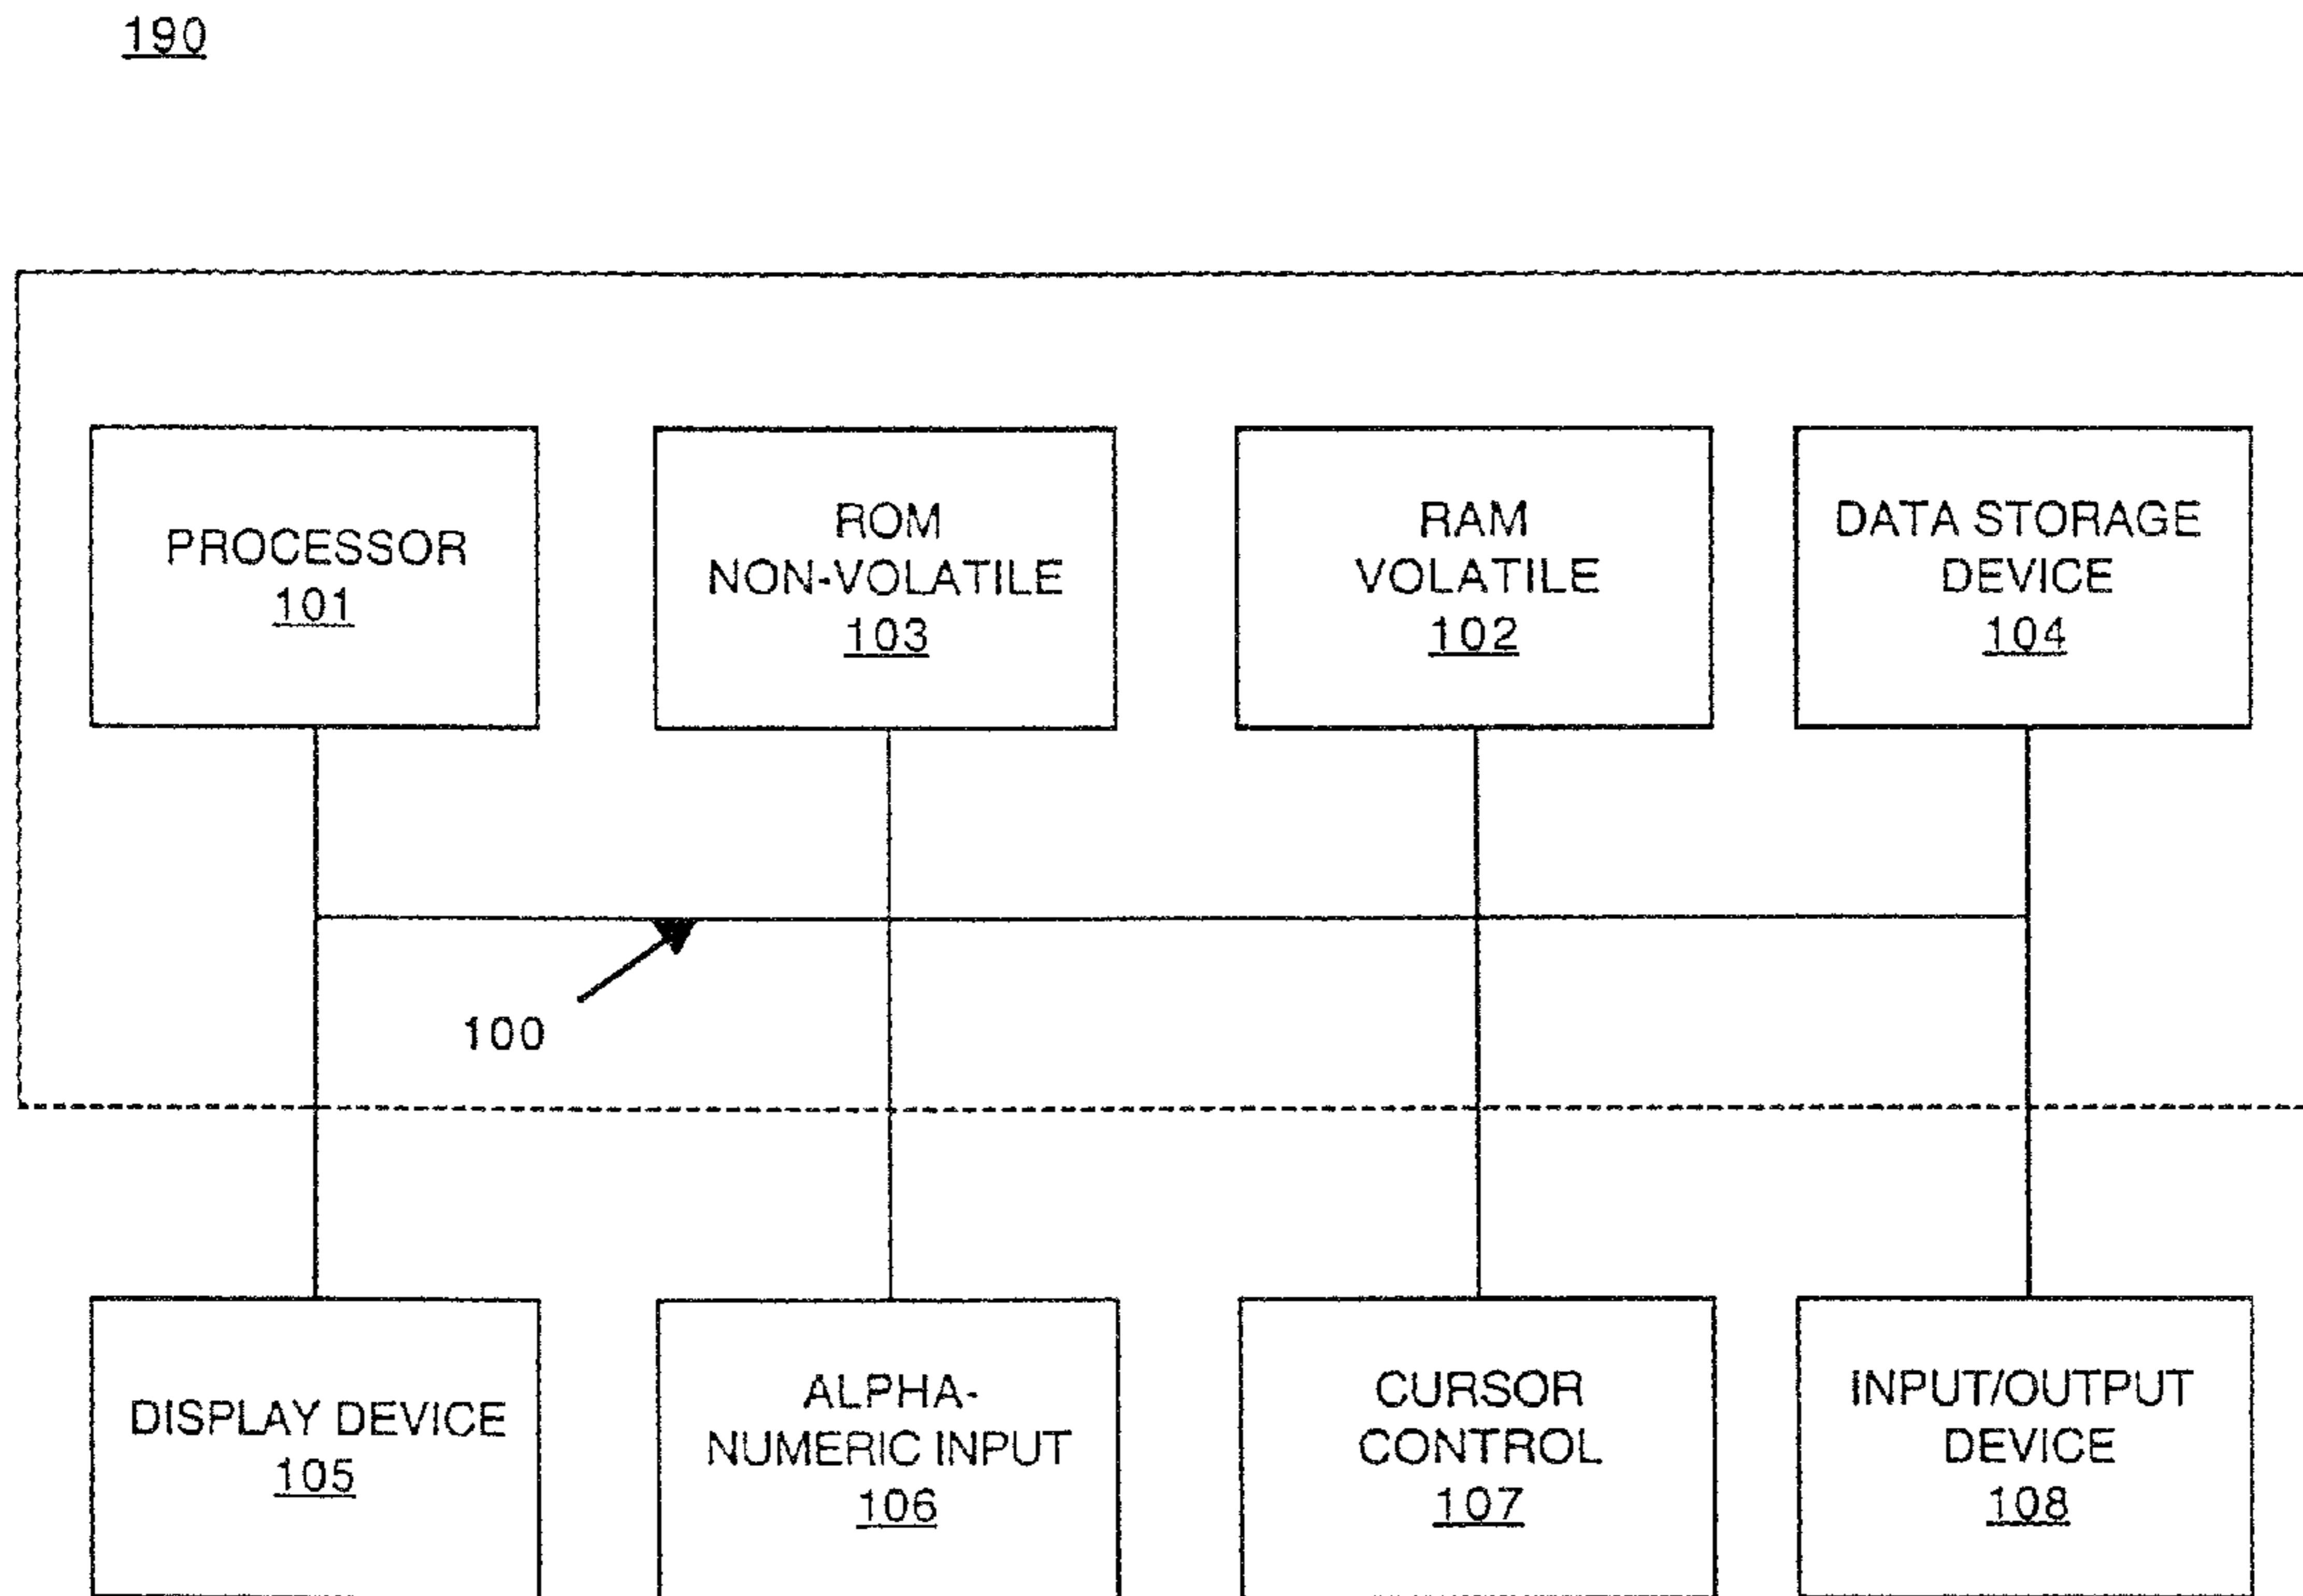 190
PROCESSOR
101
ROM
NON-VOLATILE
103
RAM
VOLATILE
102
DATA STORAGE
DEVICE
104
100
DISPLAY DEVICE
105
ALPHA-
NUMERIC INPUT
106
CURSOR
CONTROL
107
INPUT/OUTPUT
DEVICE
108